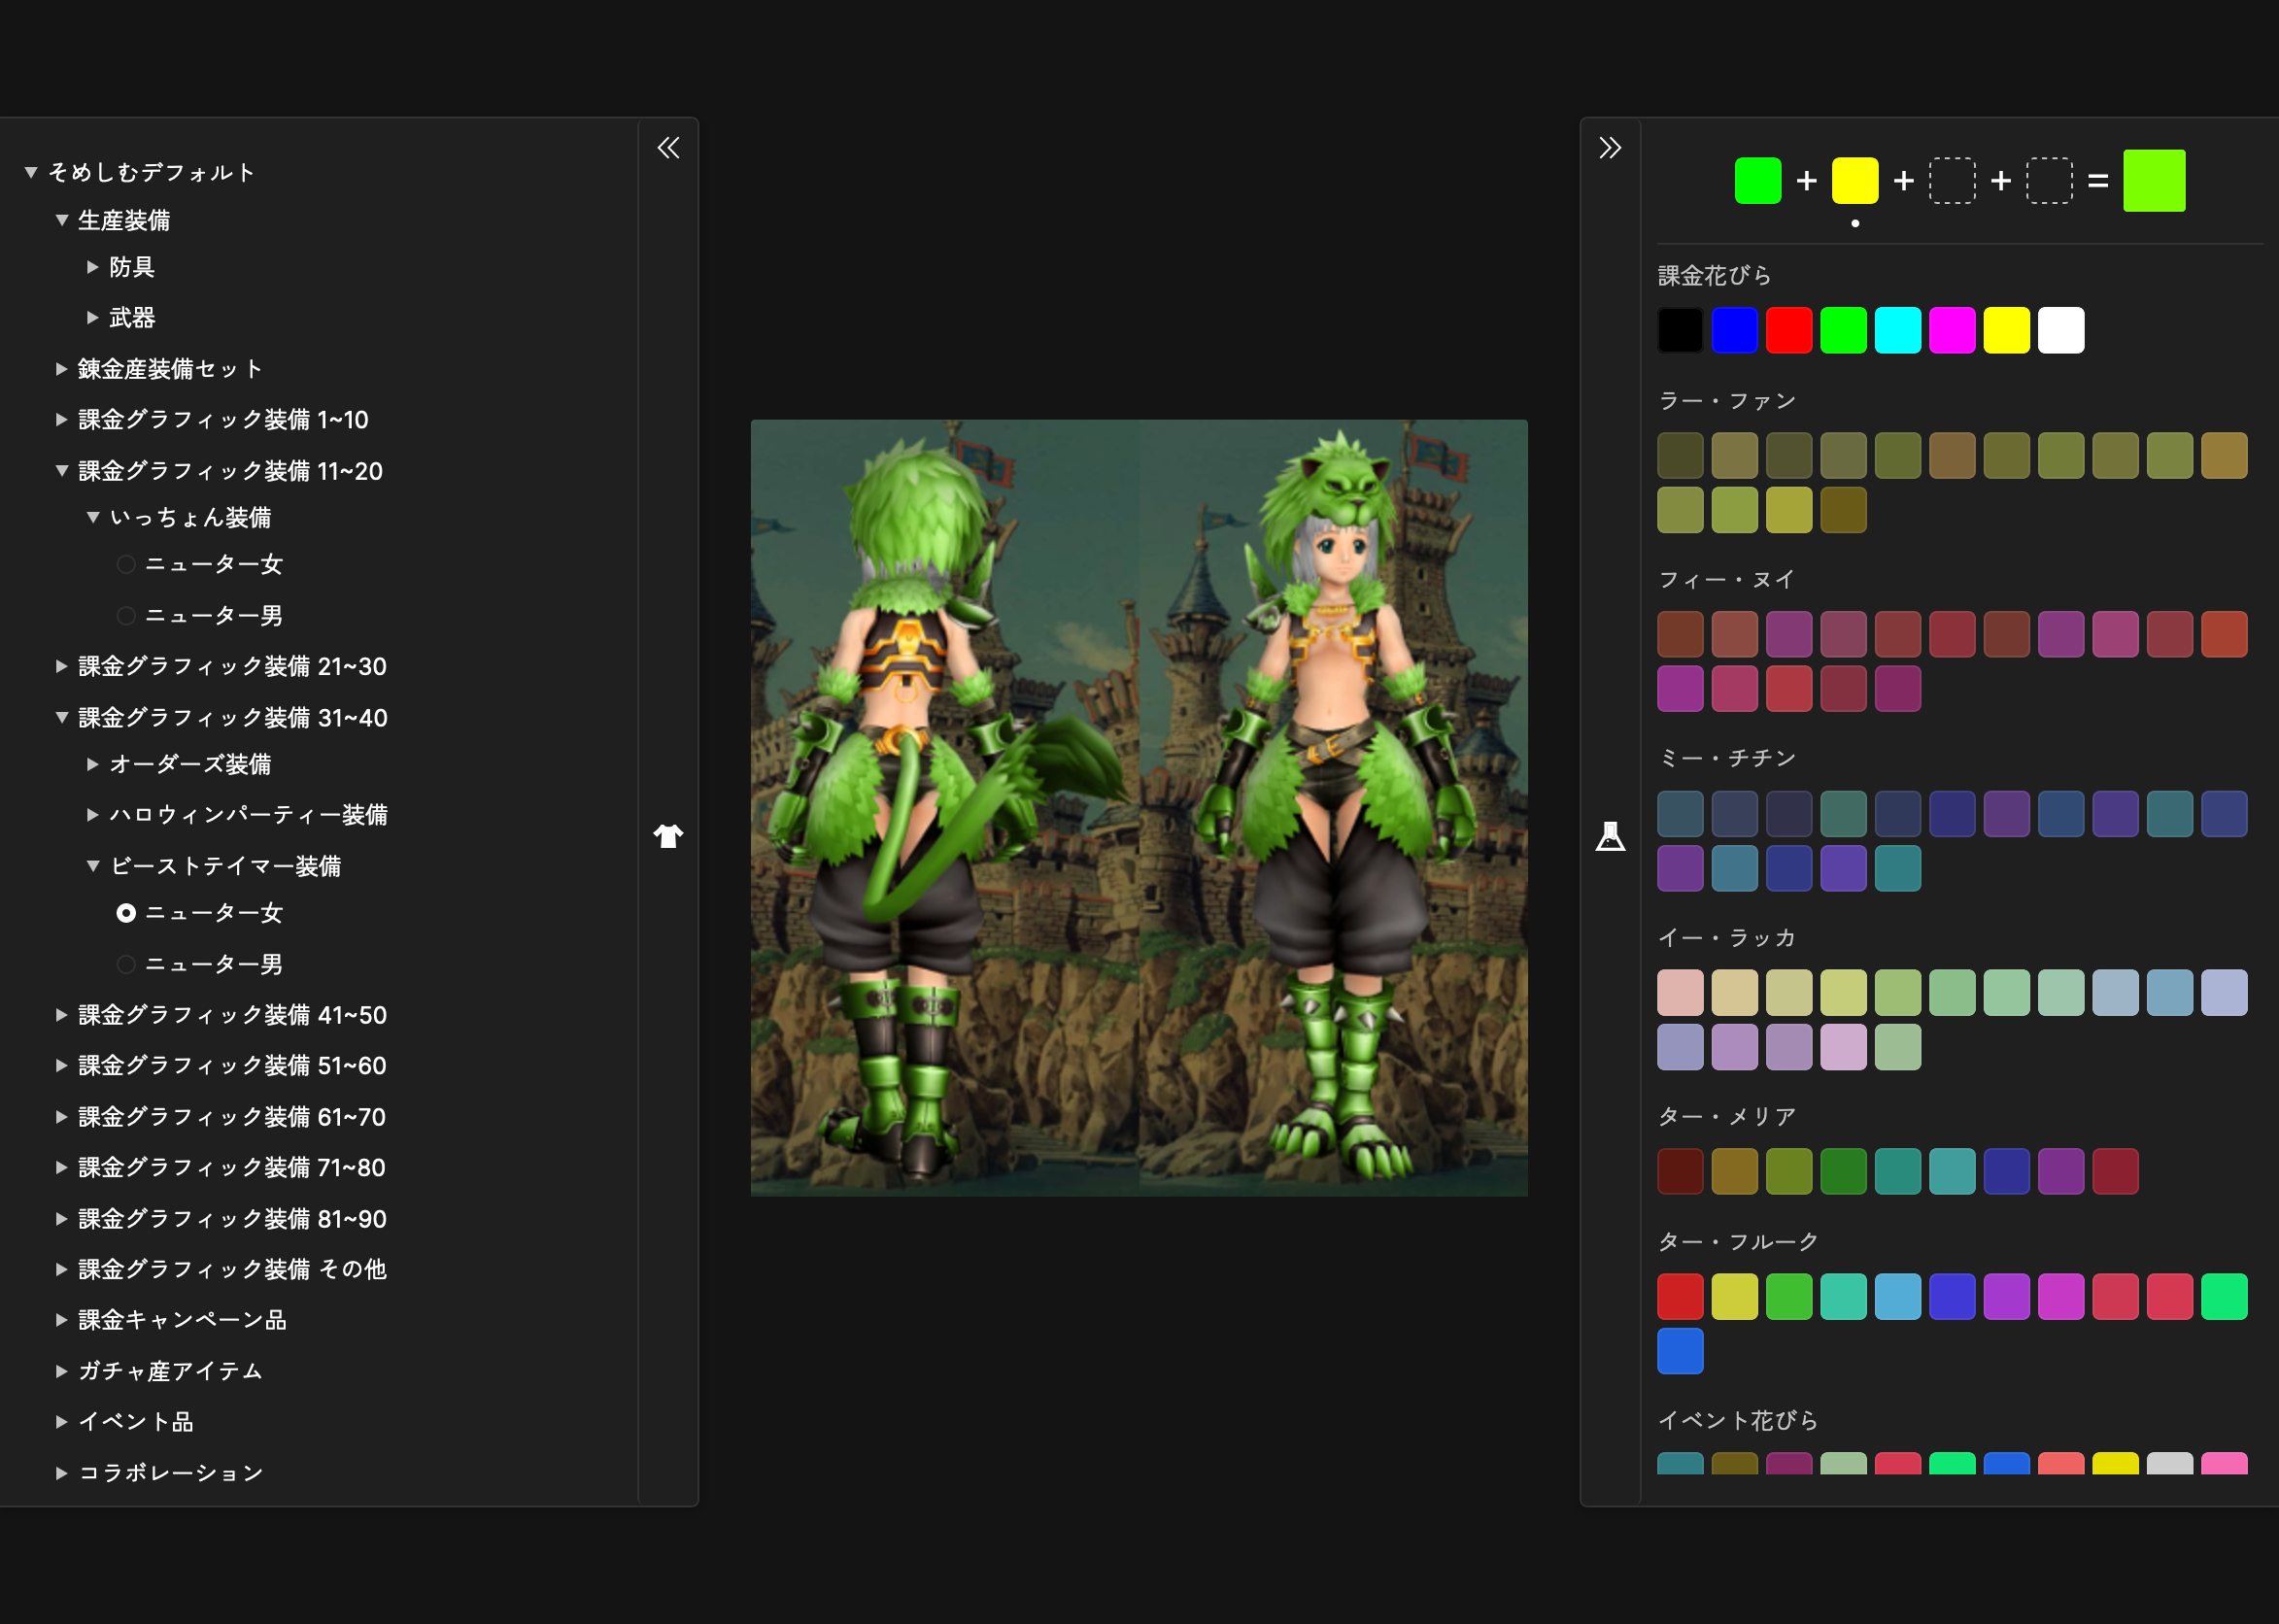 そめしむデフォルト
生産装備
防具
武器
錬金産装備セット
課金グラフィック装備 1~10
課金グラフィック装備 11~20
いっちょん装備
ニューター女
ニューター男
課金グラフィック装備 21~30
課金グラフィック装備 31~40
オーダーズ装備
ハロウィンパーティー装備
ビーストテイマー装備
ニューター女
ニューター男
課金グラフィック装備 41~50
課金グラフィック装備 51~60
課金グラフィック装備 61~70
課金グラフィック装備 71~80
課金グラフィック装備 81~90
課金グラフィック装備 その他
課金キャンペーン品
ガチャ産アイテム
イベント品
コラボレーション
+ + + =
課金花びら
ラー・ファン
フィー・ヌイ
ミー・チチン
イー・ラッカ
ター・メリア
ター・フルーク
イベント花びら